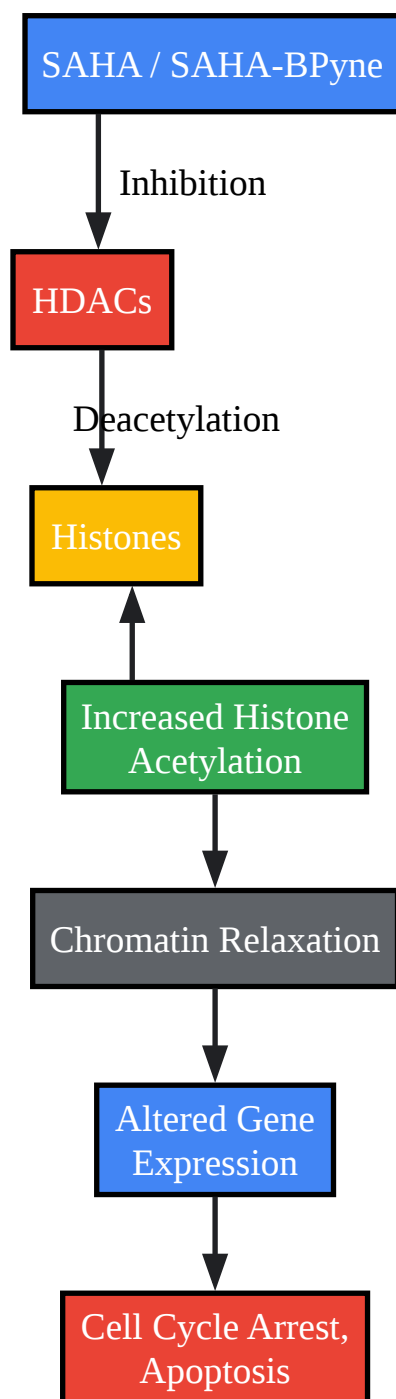 SAHA / SAHA-BPyne
Inhibition
HDACs
Deacetylation
Histones
Increased Histone
Acetylation
Chromatin Relaxation
Altered Gene
Expression
Cell Cycle Arrest,
Apoptosis